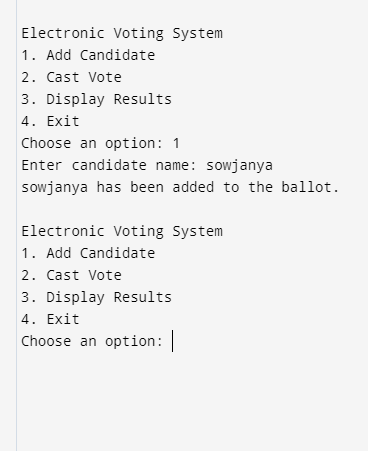 Electronic Voting System
1. Add Candidate
2. Cast Vote
3. Display Results
4. Exit
Choose an option: 1
Enter candidate name: sowjanya
sowjanya has been added to the ballot.
Electronic Voting System
1. Add Candidate
2. Cast Vote
3. Display Results
4. Exit
Choose an option: